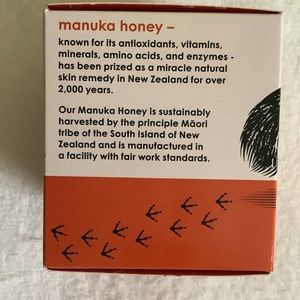 manuka honey –
known for its antioxidants, vitamins,
minerals, amino acids, and enzymes -
has been prized as a miracle natural
skin remedy in New Zealand for over
2,000 years.
Our Manuka Honey is sustainably
harvested by the principle Māori
tribe of the South Island of New
Zealand and is manufactured in
a facility with fair work standards.